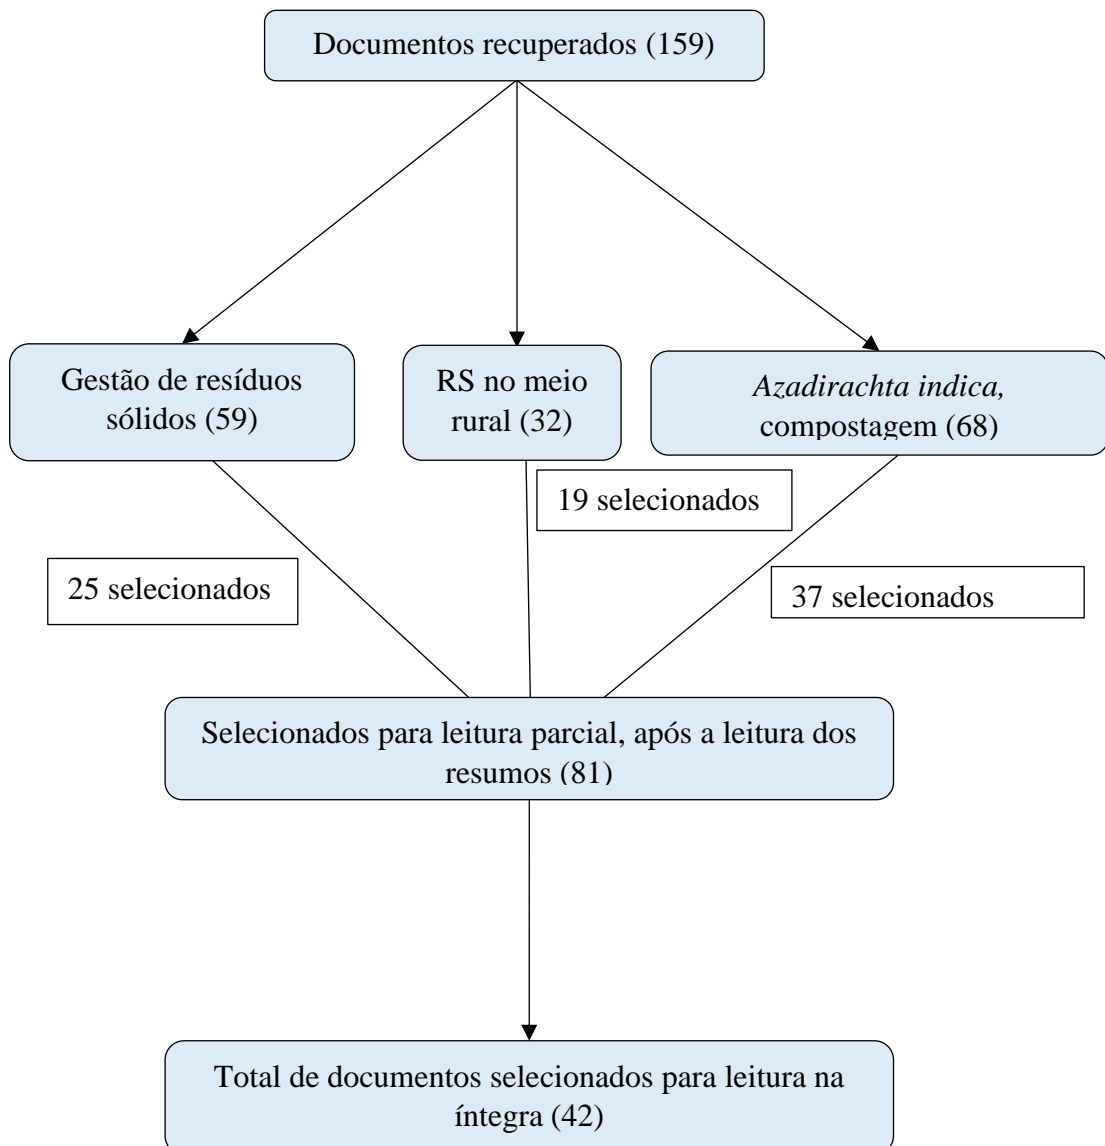 Documentos recuperados (159)
Gestão de resíduos
sólidos (59)
RS no meio
rural (32)
Azadirachta indica,
compostagem (68)
19 selecionados
25 selecionados
37 selecionados
Selecionados para leitura parcial, após a leitura dos
resumos (81)
Total de documentos selecionados para leitura na
íntegra (42)